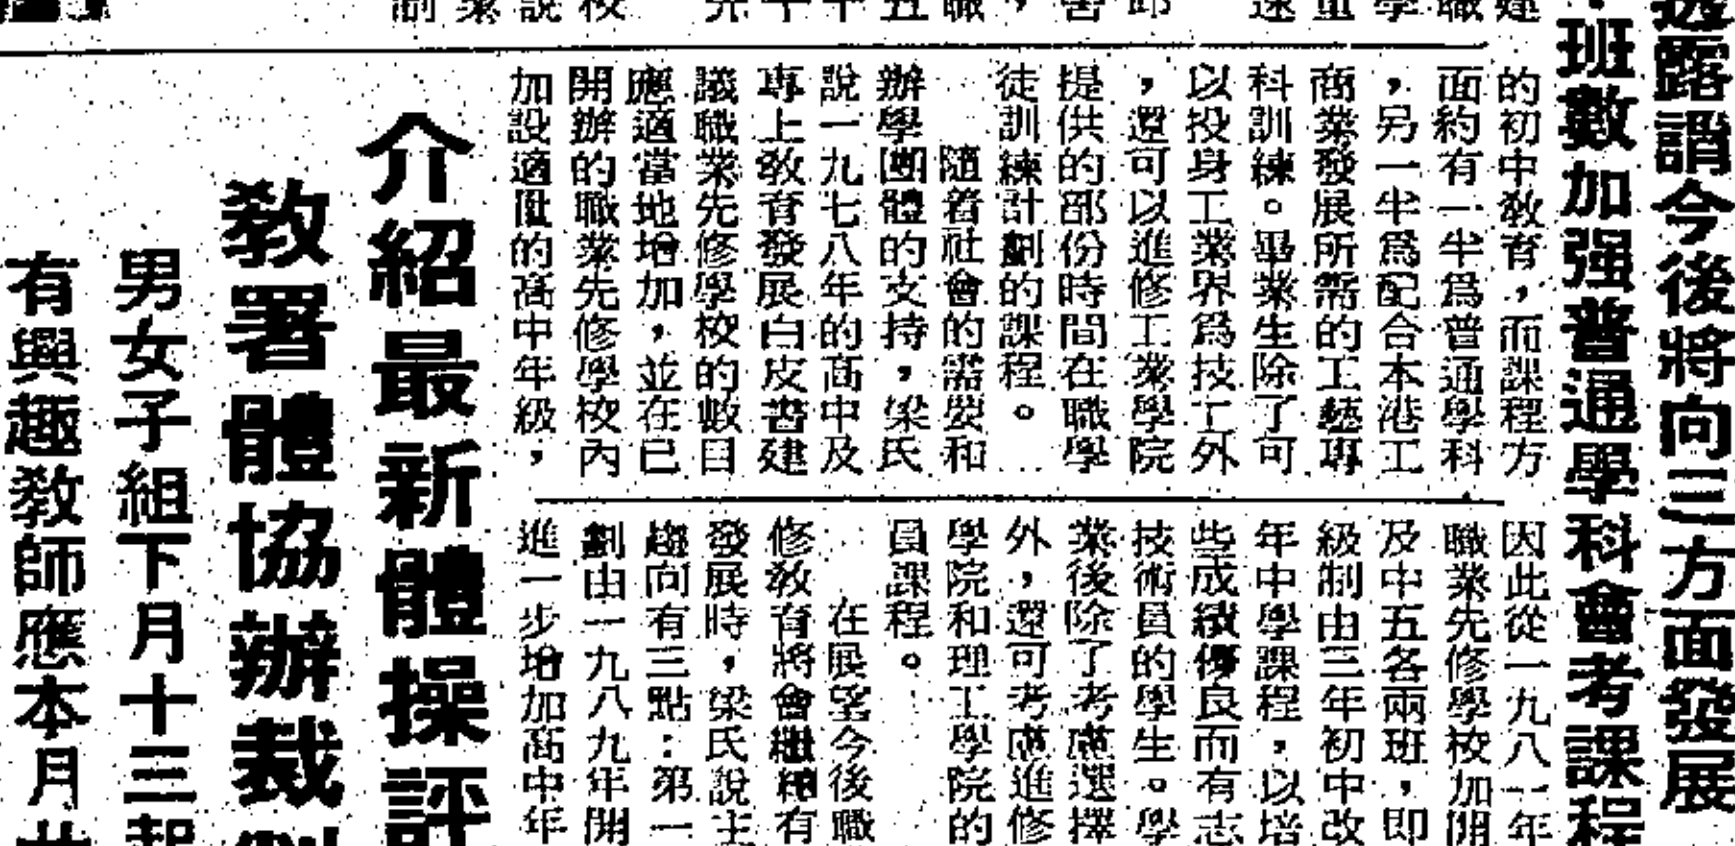 透露謂今後將向三方面發展
班數加强普通學科會考課程
的初中敎育，而課程方
面約有一半爲普通學科
，另一半爲配合本港工
商業發展所需的工藝專
科訓練。畢業生除了可
以投身工業界爲技工外
，還可以進修工業學院
提供的部份時間在職學
徒訓練計劃的課程。
隨着社會的需要和
辦學團體的支持，梁氏
說一九七八年的高中及
專上敎育發展白皮書建
議職業先修學校的數目
應適當地增加，並在已
開辦的職業先修學校內
加設適量的高中年級，
因此從一九八一年
職業先修學校加開
及中五各兩班，即
級制由三年初中改
年中學課程，以培
些成績優良而有志
技術員的學生。學
業後除了考慮選擇
外，還可考慮進修
學院和理工學院的
員課程。
在展望今後職
修敎育將會繼續有
發展時，梁氏說主
趨向有三點：第一
劃由一九八九年開
進一步增加高中年
介紹最新體操評
敎署體協辦裁
男女子組下月十三起
有興趣敎師應本月